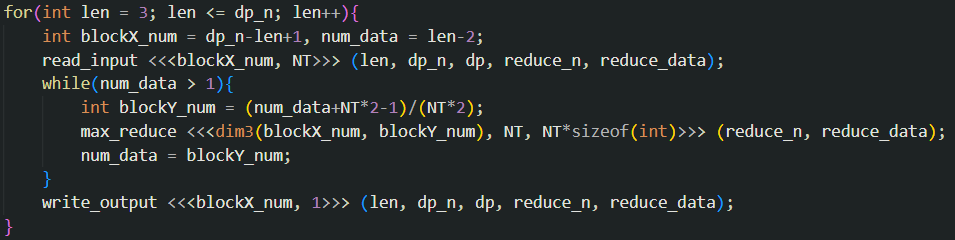 for(int len = 3; len <= dp_n; len++){
    int blockX_num = dp_n-len+1, num_data = len-2;
    read_input <<<blockX_num, NT>>> (len, dp_n, dp, reduce_n, reduce_data);
    while(num_data > 1){
        int blockY_num = (num_data+NT*2-1)/(NT*2);
        max_reduce <<<dim3(blockX_num, blockY_num), NT, NT*sizeof(int)>>> (reduce_n, reduce_data);
        num_data = blockY_num;
    }
    write_output <<<blockX_num, 1>>> (len, dp_n, dp, reduce_n, reduce_data);
}